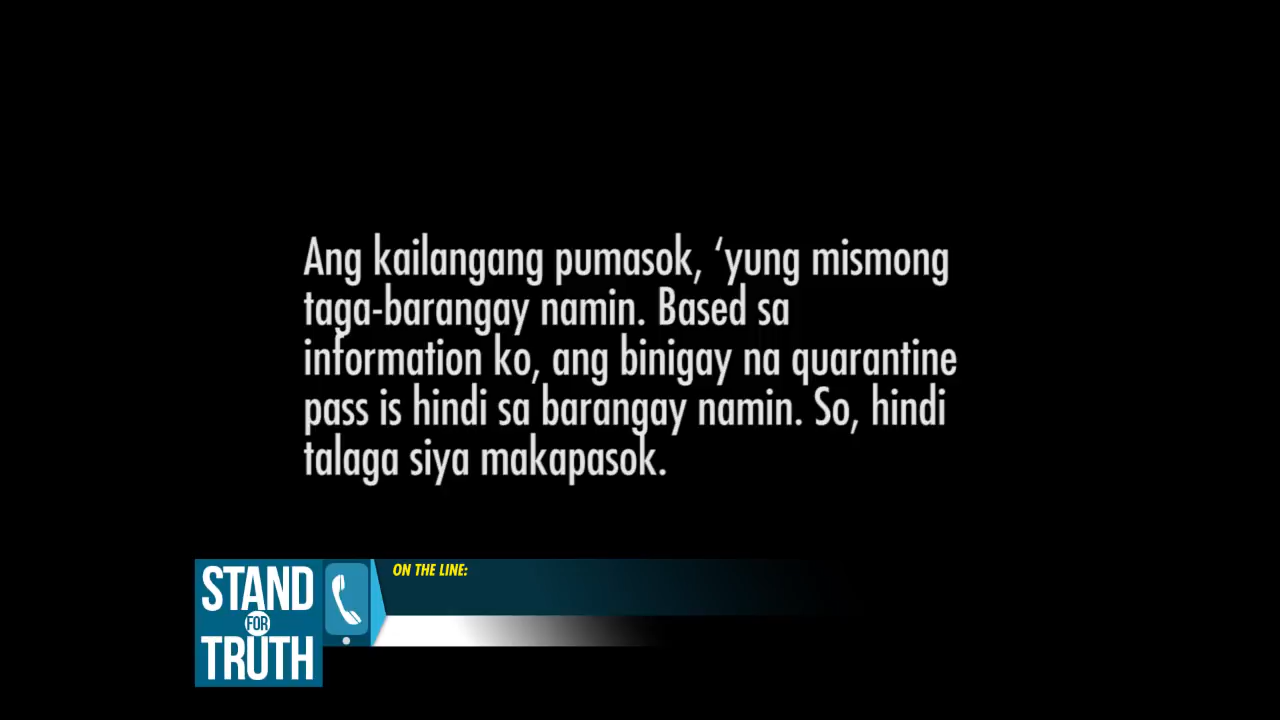 Ang kailangang pumasok, ‘yung mismong
taga-barangay namin. Based sa
information ko, ang binigay na quarantine
pass is hindi sa barangay namin. So, hindi
talaga siya makapasok.
ON THE LINE:
STAND
FOR
TRUTH